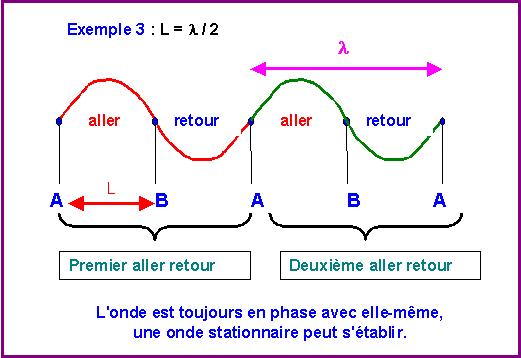 Exemple 3 : L = λ / 2
λ
aller retour aller retour
L
A B A B A
Premier aller retour Deuxième aller retour
L'onde est toujours en phase avec elle-même,
une onde stationnaire peut s'établir.